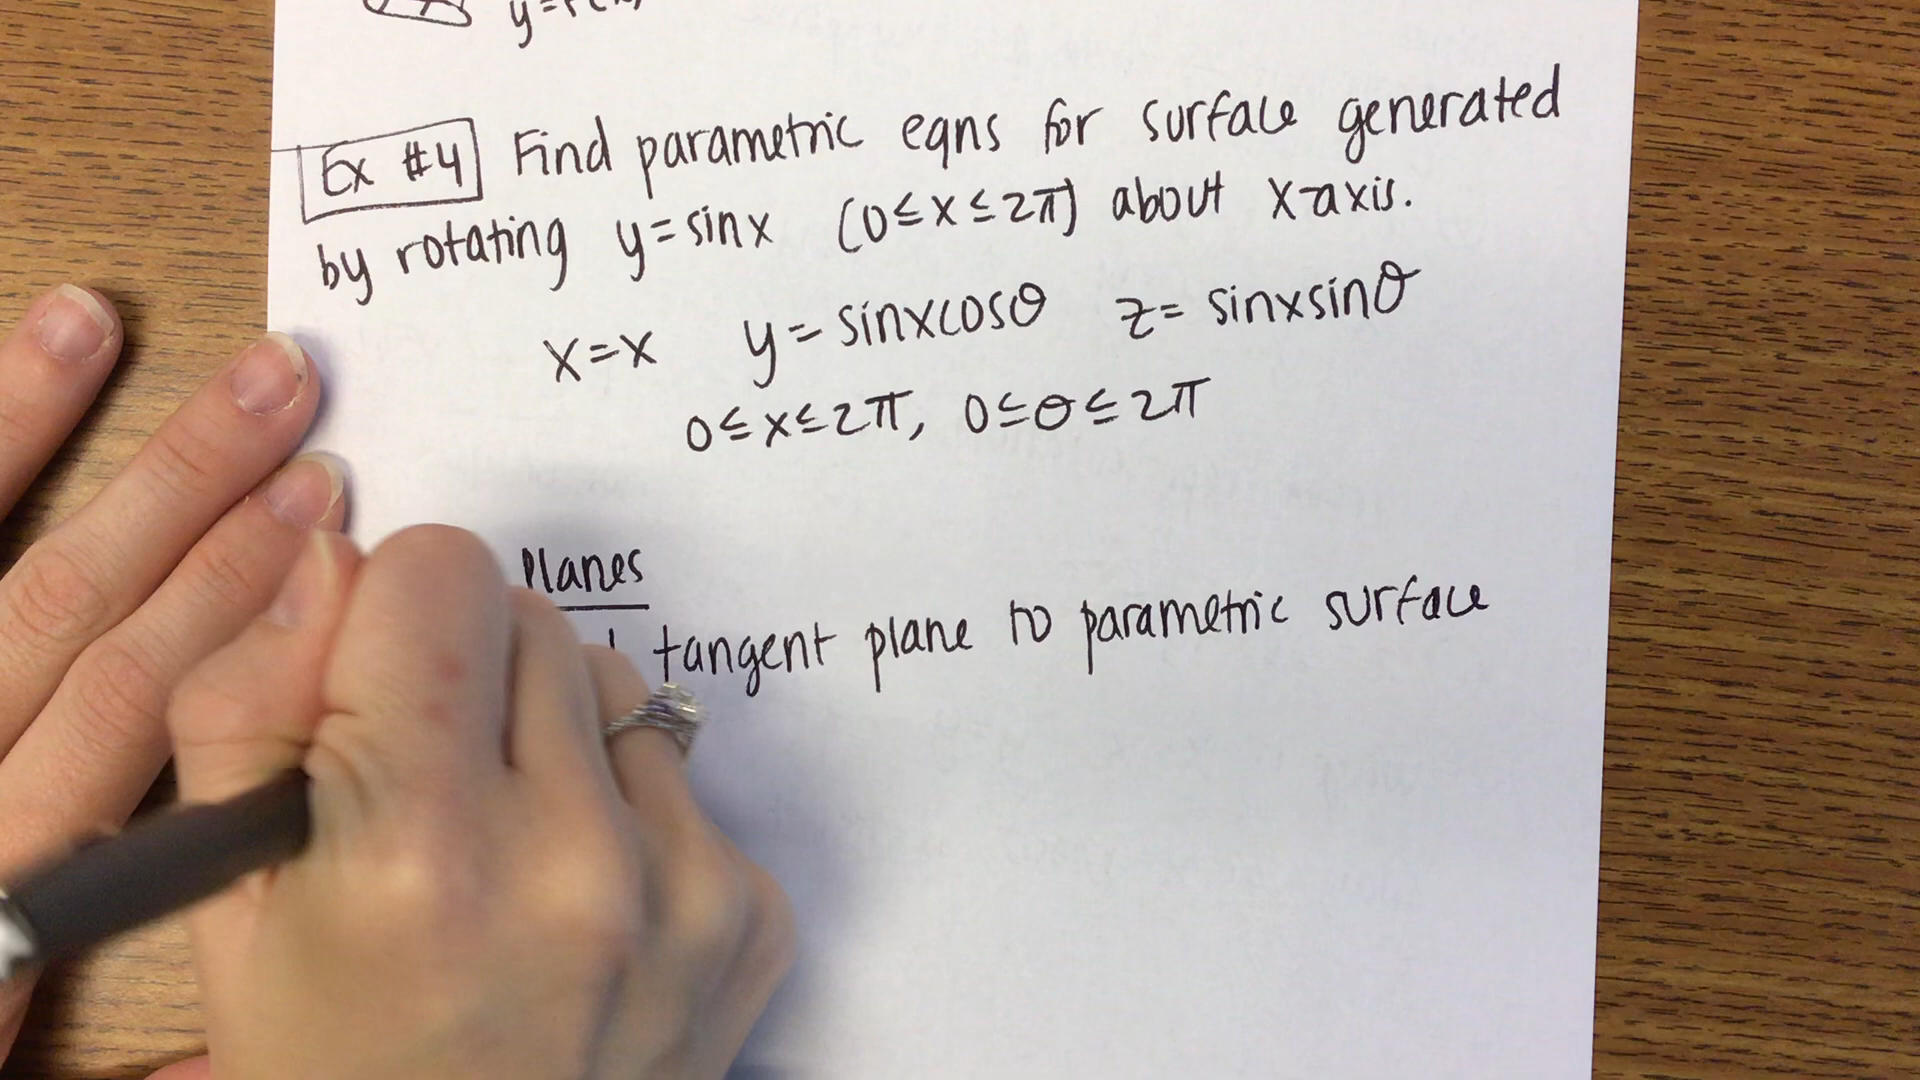 Ex #4 Find parametric eqns for surface generated
by rotating y=sinx (0≤x≤2π) about x-axis.
x=x y=sinxcosθ z=sinxsinθ
0≤x≤2π, 0≤θ≤2π
Planes
tangent plane to parametric surface